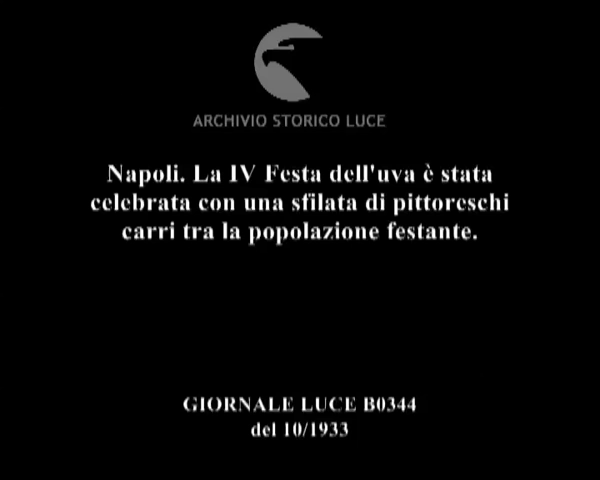 ARCHIVIO STORICO LUCE
Napoli. La IV Festa dell'uva è stata
celebrata con una sfilata di pittoreschi
carri tra la popolazione festante.
GIORNALE LUCE B0344
del 10/1933